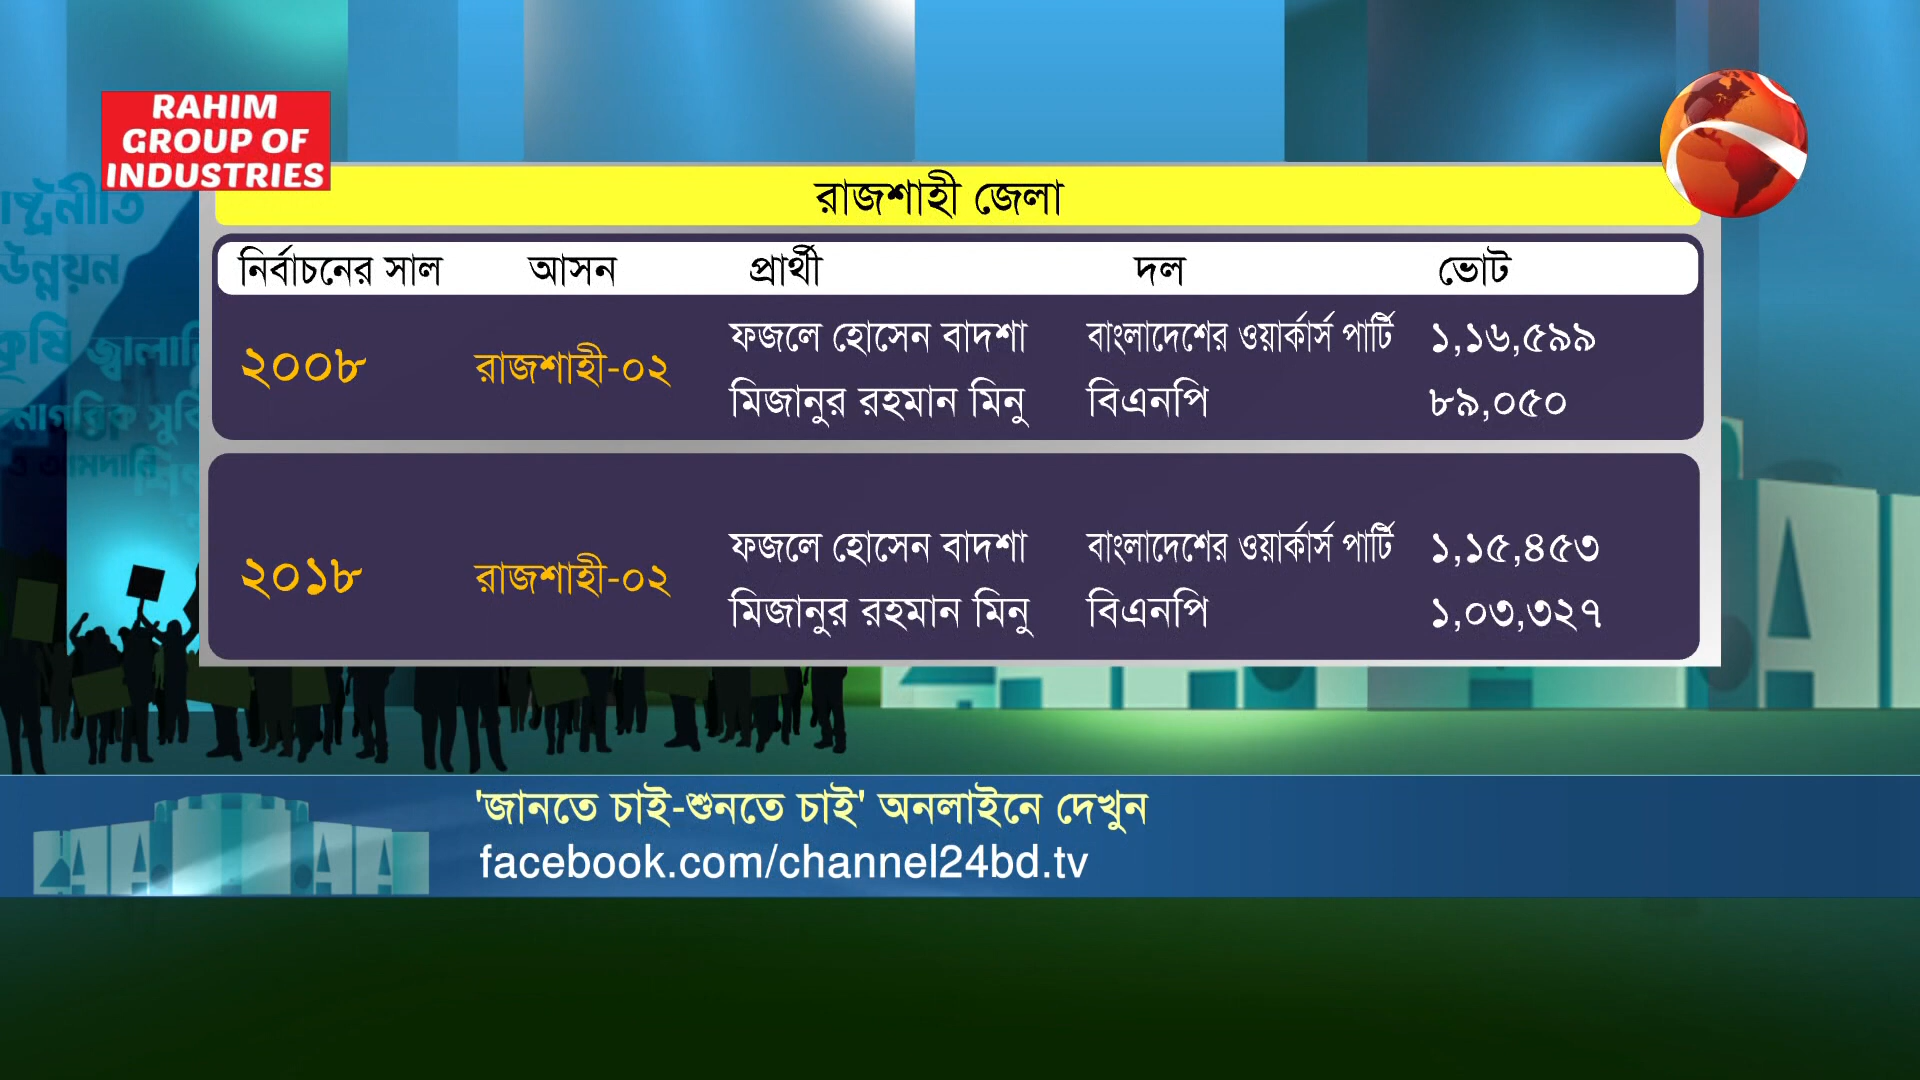 RAHIM
GROUP OF
INDUSTRIES
রাজশাহী জেলা
নির্বাচনের সাল আসন প্রার্থী দল ভোট
২০০৮ রাজশাহী-০২ ফজলে হোসেন বাদশা বাংলাদেশের ওয়ার্কার্স পার্টি ১,১৬,৫৯৯
মিজানুর রহমান মিনু বিএনপি ৮৯,০৫০
২০১৮ রাজশাহী-০২ ফজলে হোসেন বাদশা বাংলাদেশের ওয়ার্কার্স পার্টি ১,১৫,৪৫৩
মিজানুর রহমান মিনু বিএনপি ১,০৩,৩২৭
উন্নয়ন
কৃষি
'জানতে চাই-শুনতে চাই' অনলাইনে দেখুন
facebook.com/channel24bd.tv